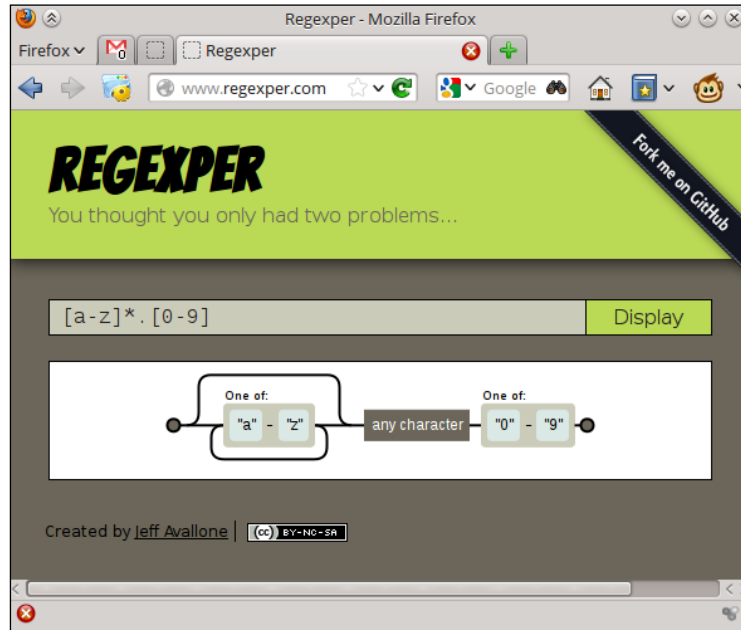 Regexper - Mozilla Firefox
Firefox
0
Regexper
www.regexper.com
Google
Fork me on GitHub
REGEXPER
You thought you only had two problems...
[a-z]*.[0-9]
Display
One of:
One of:
"a" - "z"
any character
"0" - "9"
Created by Jeff Avallone
cc BY-NC-SA